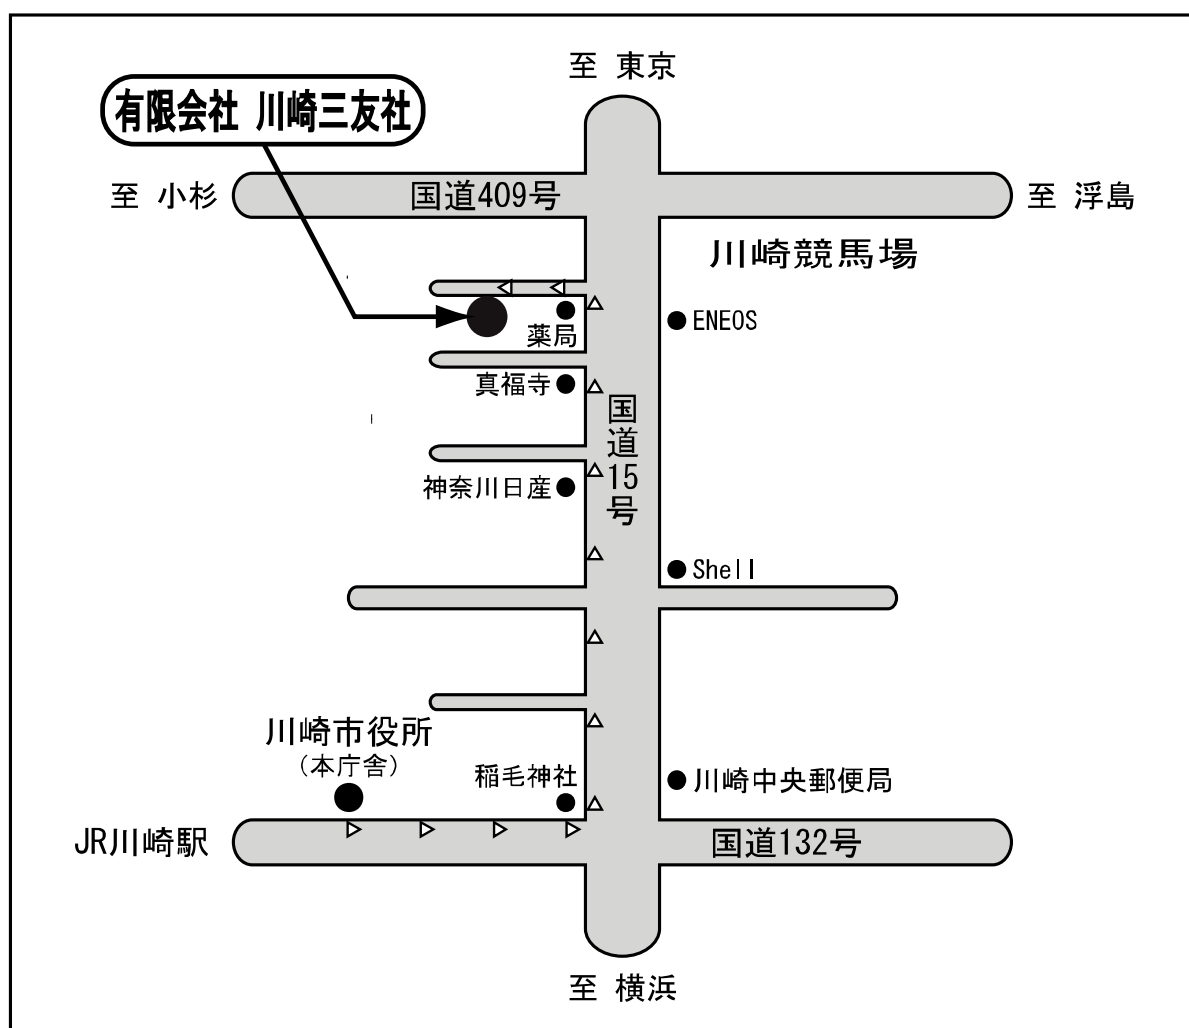 至 東京
有限会社 川崎三友社
至 小杉
国道409号
至 浮島
川崎競馬場
薬局
ENEOS
真福寺
国道15号
神奈川日産
Shell
川崎市役所
（本庁舎）
稲毛神社
川崎中央郵便局
JR川崎駅
国道132号
至 横浜